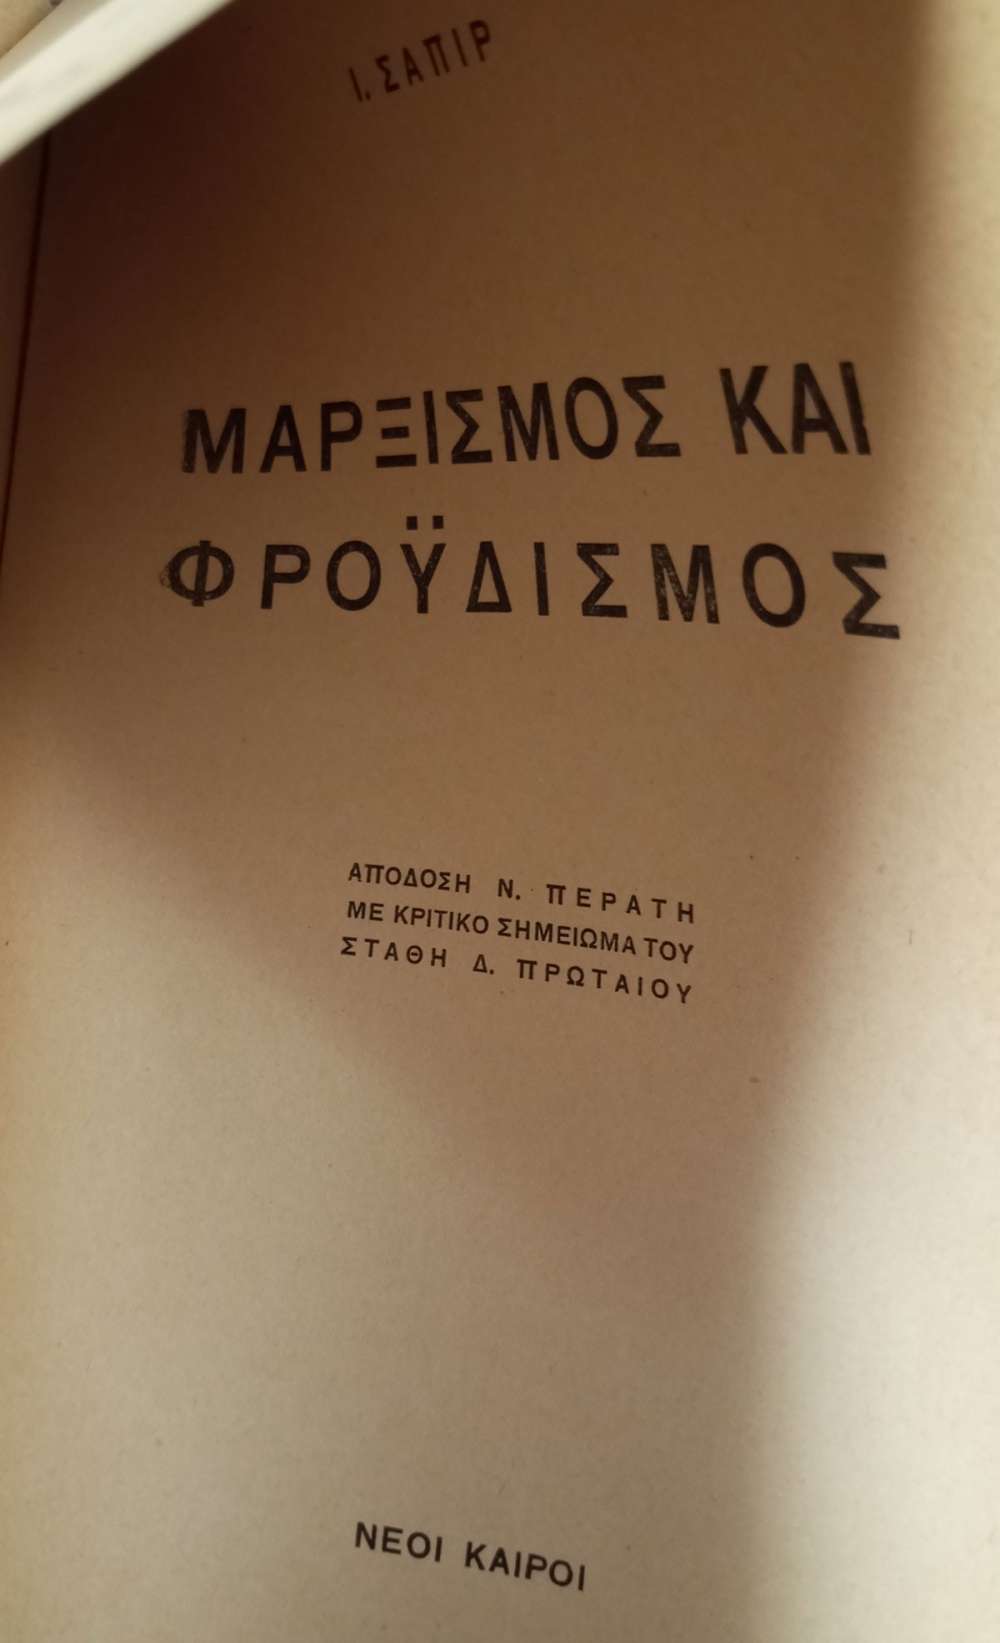 Ι. ΣΑΠΙΡ
ΜΑΡΞΙΣΜΟΣ ΚΑΙ
ΦΡΟΫΔΙΣΜΟΣ
ΑΠΟΔΟΣΗ Ν. ΠΕΡΑΤΗ
ΜΕ ΚΡΙΤΙΚΟ ΣΗΜΕΙΩΜΑ ΤΟΥ
ΣΤΑΘΗ Δ. ΠΡΩΤΑΙΟΥ
ΝΕΟΙ ΚΑΙΡΟΙ